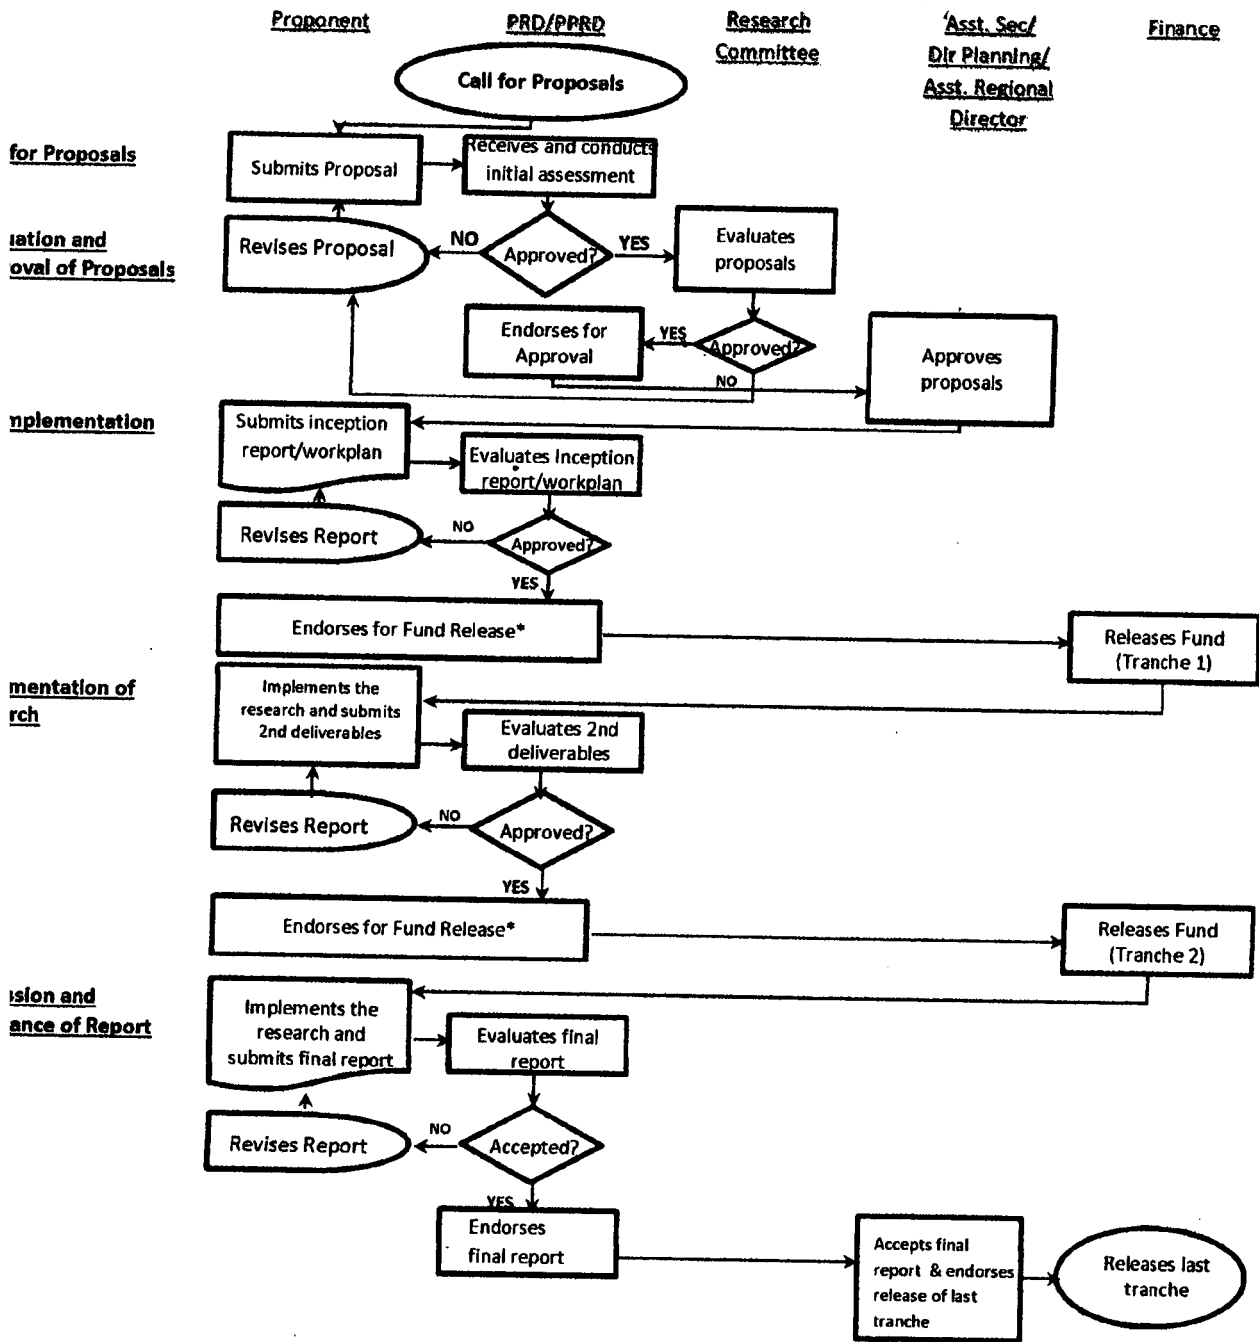 Proponent
PRD/PPRD
Research
Committee
'Asst. Sec/
Dir Planning/
Asst. Regional
Director
Finance
Call for Proposals
for Proposals
Submits Proposal
Receives and conducts
initial assessment
uation and
oval of Proposals
Revises Proposal
NO
Approved?
YES
Evaluates
proposals
Endorses for
Approval
YES
Approved?
NO
Approves
proposals
mplementation
Submits inception
report/workplan
Evaluates Inception
report/workplan
Revises Report
NO
Approved?
YES
Endorses for Fund Release*
Releases Fund
(Tranche 1)
mentation of
rch
Implements the
research and submits
2nd deliverables
Evaluates 2nd
deliverables
Revises Report
NO
Approved?
YES
Endorses for Fund Release*
Releases Fund
(Tranche 2)
ssion and
ance of Report
Implements the
research and
submits final report
Evaluates final
report
Revises Report
NO
Accepted?
YES
Endorses
final report
Accepts final
report & endorses
release of last
tranche
Releases last
tranche